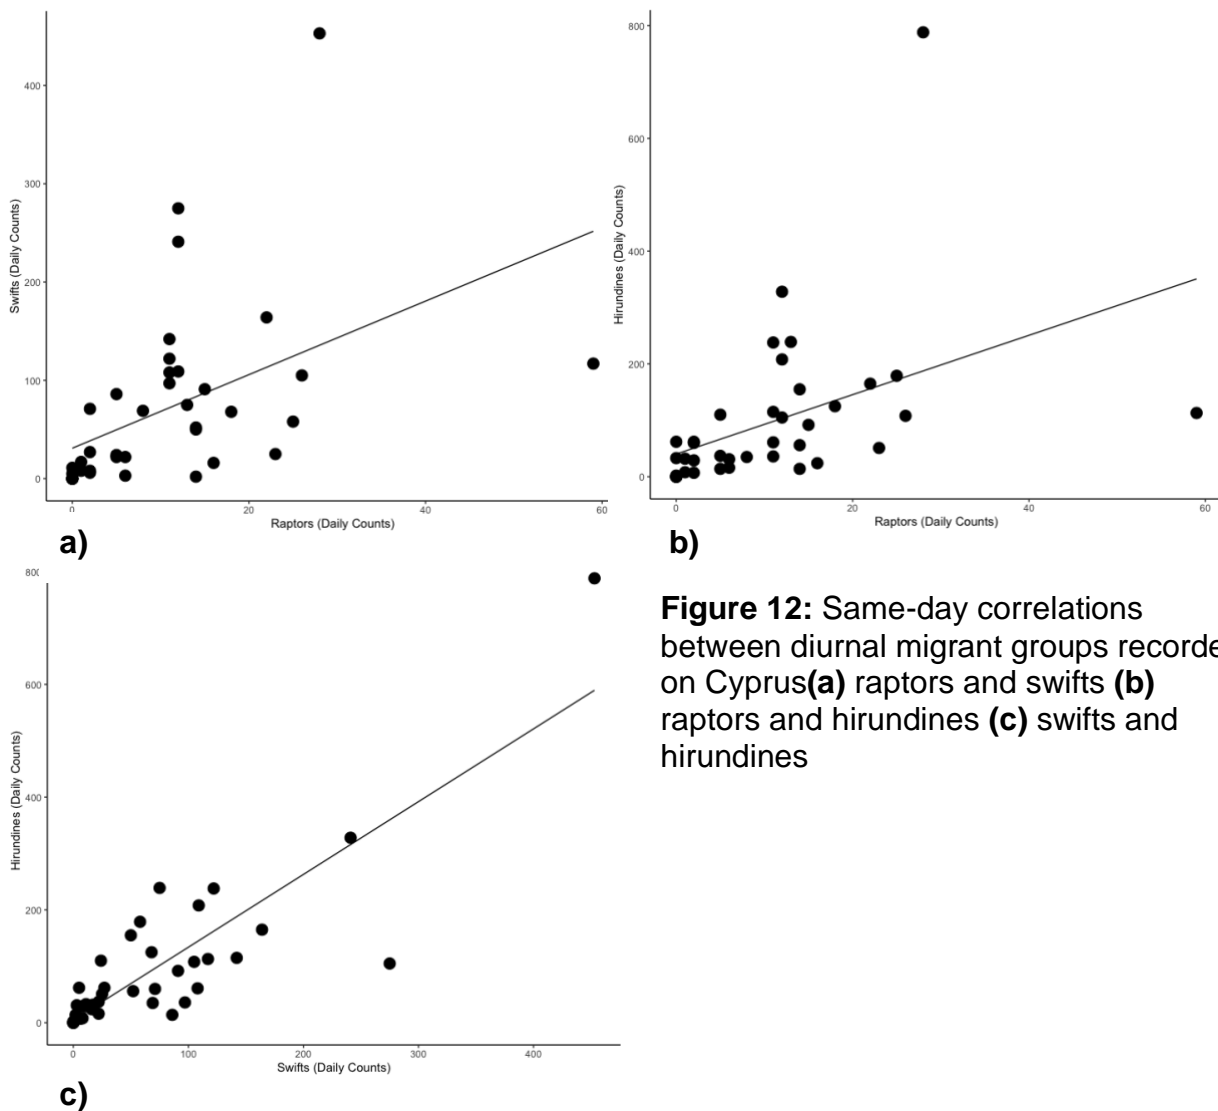 400
300
200
100
0
Swifts (Daily Counts)
0 20 40 60
Raptors (Daily Counts)
a)
800
600
400
200
0
Hirundines (Daily Counts)
0 20 40 60
Raptors (Daily Counts)
b)
600
400
200
0
Hirundines (Daily Counts)
0 100 200 300 400
Swifts (Daily Counts)
c)
Figure 12: Same-day correlations
between diurnal migrant groups recorde
on Cyprus(a) raptors and swifts (b)
raptors and hirundines (c) swifts and
hirundines